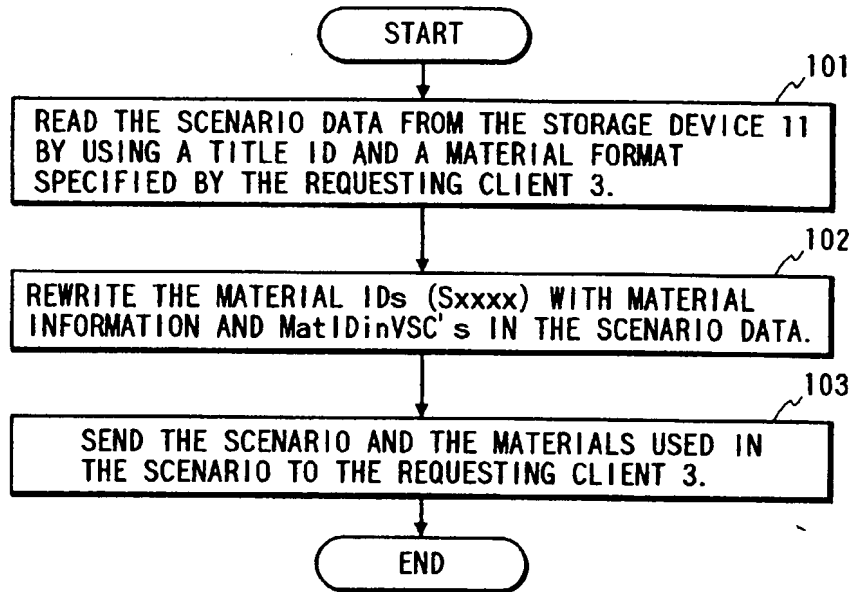 START
101
READ THE SCENARIO DATA FROM THE STORAGE DEVICE 11
BY USING A TITLE ID AND A MATERIAL FORMAT
SPECIFIED BY THE REQUESTING CLIENT 3.
102
REWRITE THE MATERIAL IDs (Sxxxx) WITH MATERIAL
INFORMATION AND MatIDinVSC's IN THE SCENARIO DATA.
103
SEND THE SCENARIO AND THE MATERIALS USED IN
THE SCENARIO TO THE REQUESTING CLIENT 3.
END